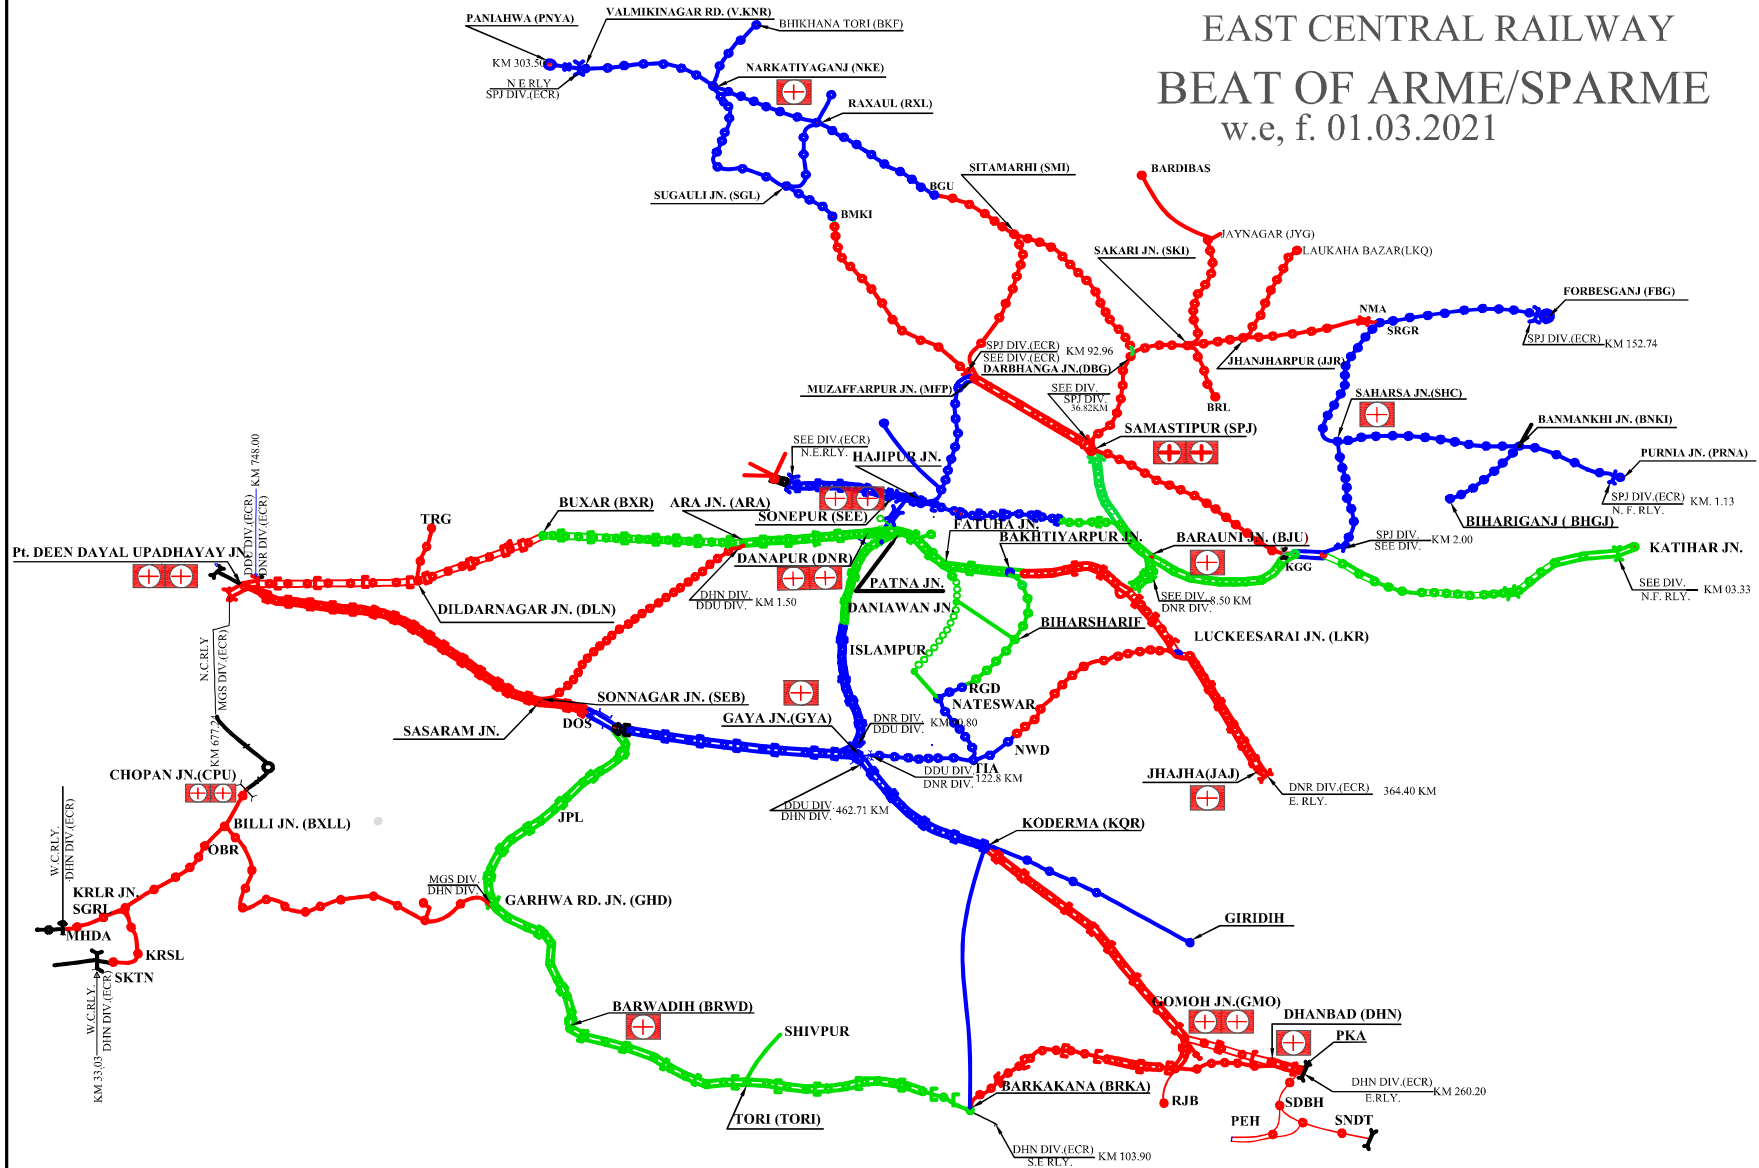 EAST CENTRAL RAILWAY
BEAT OF ARME/SPARME
w.e, f. 01.03.2021
PANIAHWA (PNYA)
VALMIKINAGAR RD. (V.KNR)
BHIKHANA TORI (BKF)
KM 303.50
N E RLY
SPJ DIV.(ECR)
NARKATIYAGANJ (NKE)
RAXAUL (RXL)
SUGAULI JN. (SGL)
BMKI
BGU
SITAMARHI (SMI)
BARDIBAS
JAYNAGAR (JYG)
LAUKAHA BAZAR(LKQ)
SAKARI JN. (SKI)
NMA
SRGR
FORBESGANJ (FBG)
SPJ DIV.(ECR)
KM 152.74
JHANJHARPUR (JJR)
BRL
SPJ DIV.(ECR)
SEE DIV.(ECR)
KM 92.96
DARBHANGA JN.(DBG)
MUZAFFARPUR JN. (MFP)
SEE DIV.
SPJ DIV.
36.82KM
SAMASTIPUR (SPJ)
SAHARSA JN.(SHC)
BANMANKHI JN. (BNKI)
PURNIA JN. (PRNA)
SPJ DIV.(ECR)
N. F. RLY.
KM. 1.13
BIHARIGANJ ( BHGJ)
SPJ DIV.
SEE DIV.
KM 2.00
KATIHAR JN.
SEE DIV.
N.F. RLY.
KM 03.33
SEE DIV.(ECR)
N.E.RLY.
HAJIPUR JN.
SONEPUR (SEE)
FATUHA JN.
BAKHTIYARPUR JN.
BARAUNI JN. (BJU)
KGG
SEE DIV.
DNR DIV.
8.50 KM
BUXAR (BXR)
ARA JN. (ARA)
TRG
DANAPUR (DNR)
DHN DIV.
DDU DIV.
KM 1.50
PATNA JN.
DANIAWAN JN.
BIHARSHARIF
ISLAMPUR
LUCKEESARAI JN. (LKR)
Pt. DEEN DAYAL UPADHAYAY JN
DDU DIV.(ECR)
DNR DIV.(ECR)
KM 748.00
DILDARNAGAR JN. (DLN)
N.C.RLY
MGS DIV.(ECR)
KM 677.24
SASARAM JN.
SONNAGAR JN. (SEB)
DOS
GAYA JN.(GYA)
DNR DIV.
DDU DIV.
RGD
NATESWAR
NWD
TIA
DDU DIV
DNR DIV.
122.8 KM
DDU DIV
DHN DIV.
462.71 KM
JHAJHA(JAJ)
DNR DIV.(ECR)
E. RLY.
364.40 KM
CHOPAN JN.(CPU)
BILLI JN. (BXLL)
OBR
JPL
KODERMA (KQR)
W.C.RLY.
DHN DIV.(ECR)
KRLR JN.
SGRL
MHDA
KRSL
SKTN
W.C.RLY.
DHN DIV.(ECR)
KM 33.03
MGS DIV.
DHN DIV.
GARHWA RD. JN. (GHD)
GIRIDIH
BARWADIH (BRWD)
SHIVPUR
TORI (TORI)
GOMOH JN.(GMO)
DHANBAD (DHN)
PKA
DHN DIV.(ECR)
E.RLY.
KM 260.20
BARKAKANA (BRKA)
RJB
SDBH
PEH
SNDT
DHN DIV.(ECR)
S.E RLY.
KM 103.90